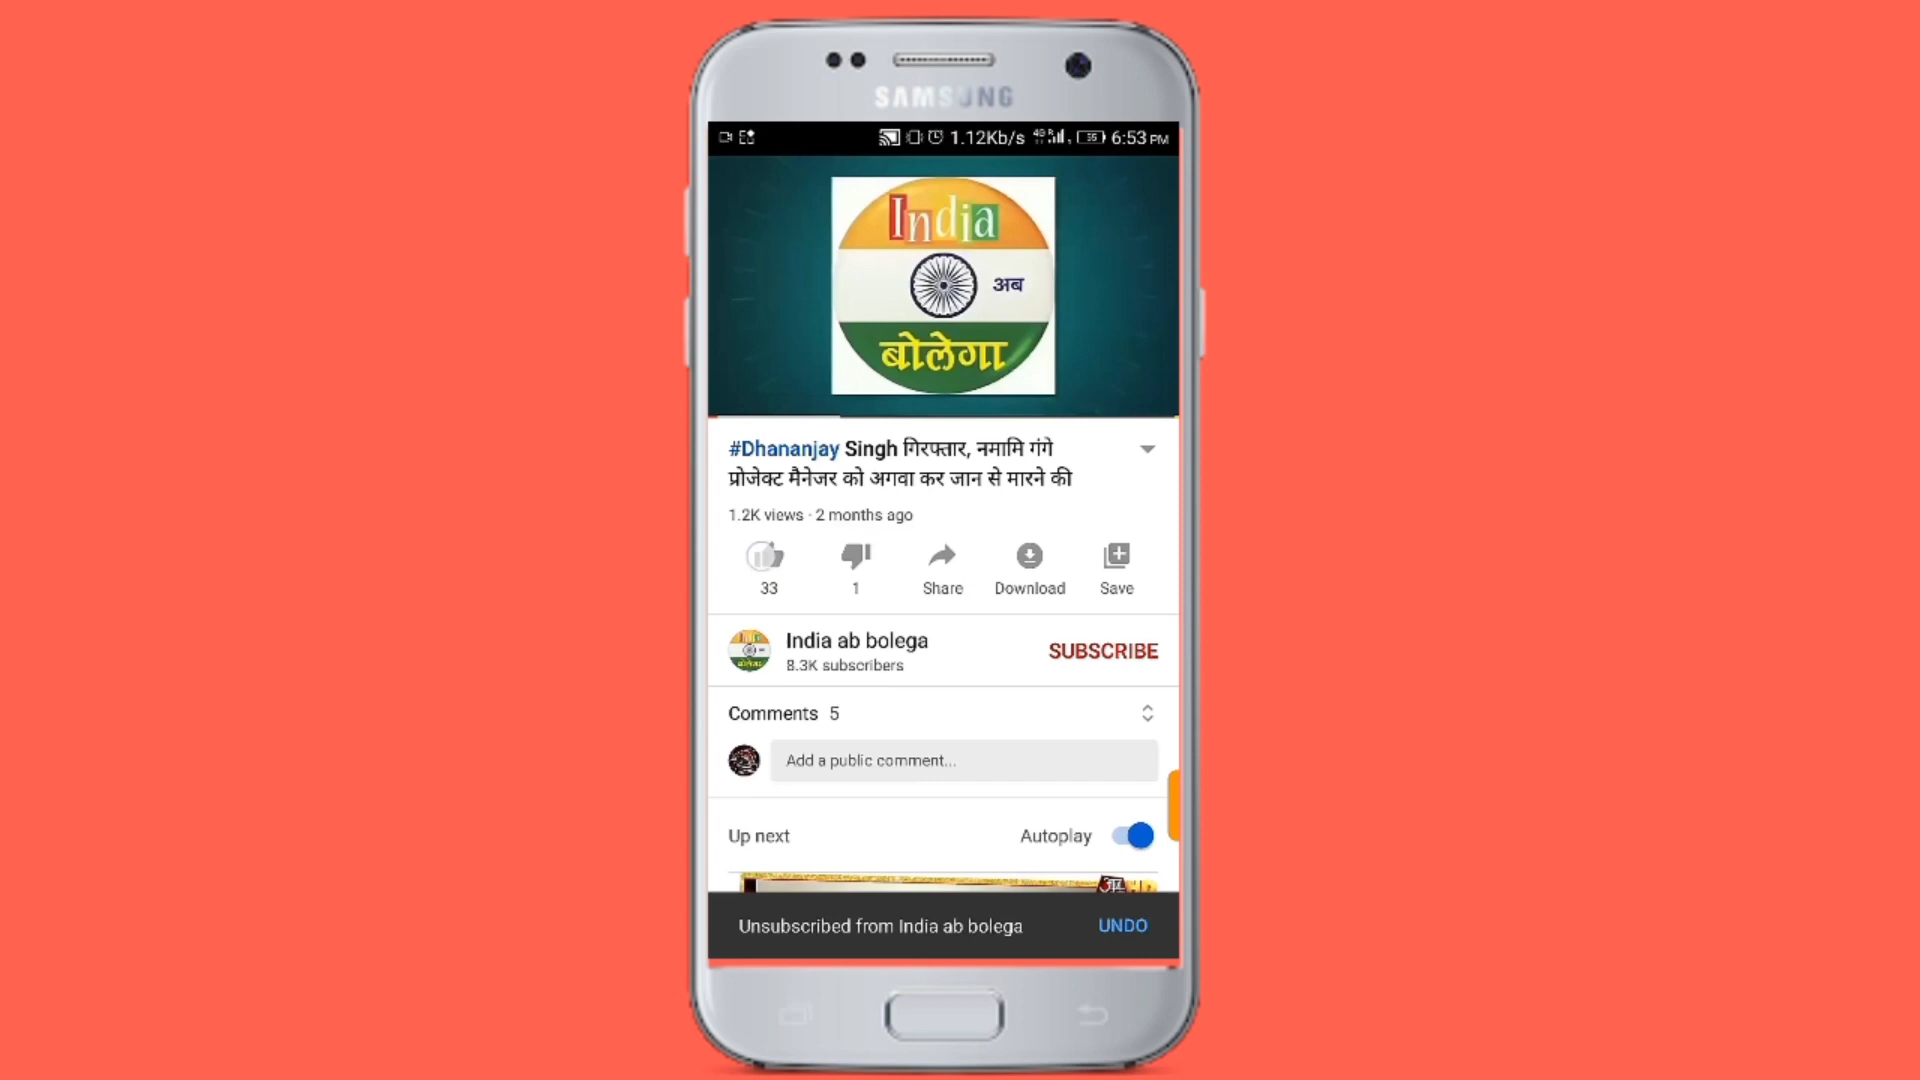 SAMSUNG
1.12Kb/s 6:53 PM
India
अब
बोलेगा
#Dhananjay Singh गिरफ्तार, नमामि गंगे
प्रोजेक्ट मैनेजर को अगवा कर जान से मारने की
1.2K views · 2 months ago
33 1 Share Download Save
India ab bolega SUBSCRIBE
8.3K subscribers
Comments 5
Add a public comment...
Up next Autoplay
Unsubscribed from India ab bolega UNDO